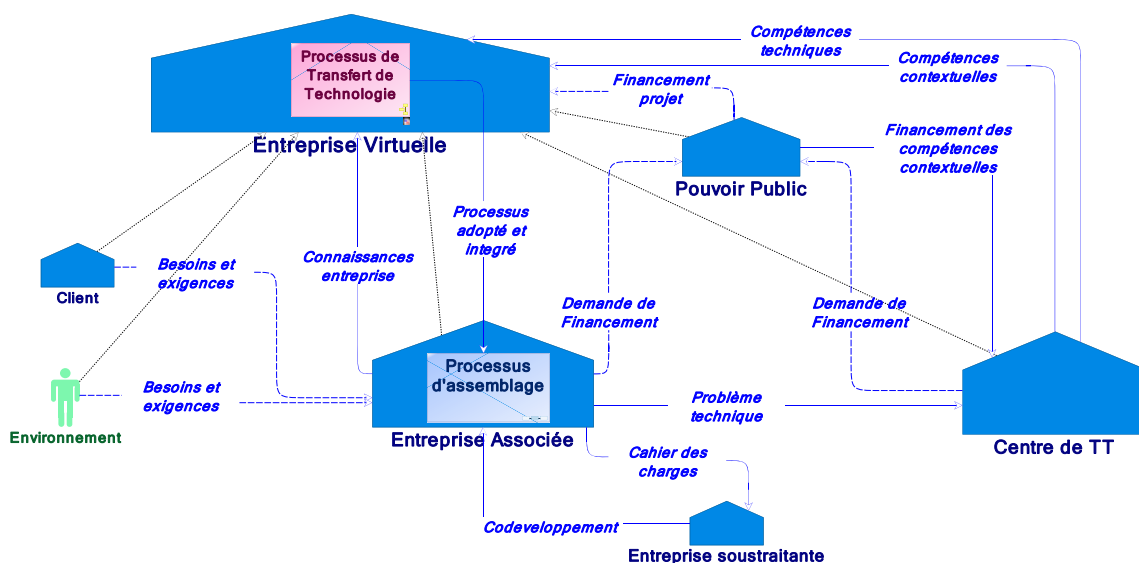 Compétences
techniques
Processus de
Transfert de
Technologie
Compétences
contextuelles
Financement
projet
Entreprise Virtuelle
Financement des
compétences
contextuelles
Pouvoir Public
Processus
adopté et
integré
Connaissances
entreprise
Besoins et
exigences
Client
Demande de
Financement
Demande de
Financement
Processus
d'assemblage
Besoins et
exigences
Environnement
Problème
technique
Entreprise Associée
Centre de TT
Cahier des
charges
Codeveloppement
Entreprise soustraitante